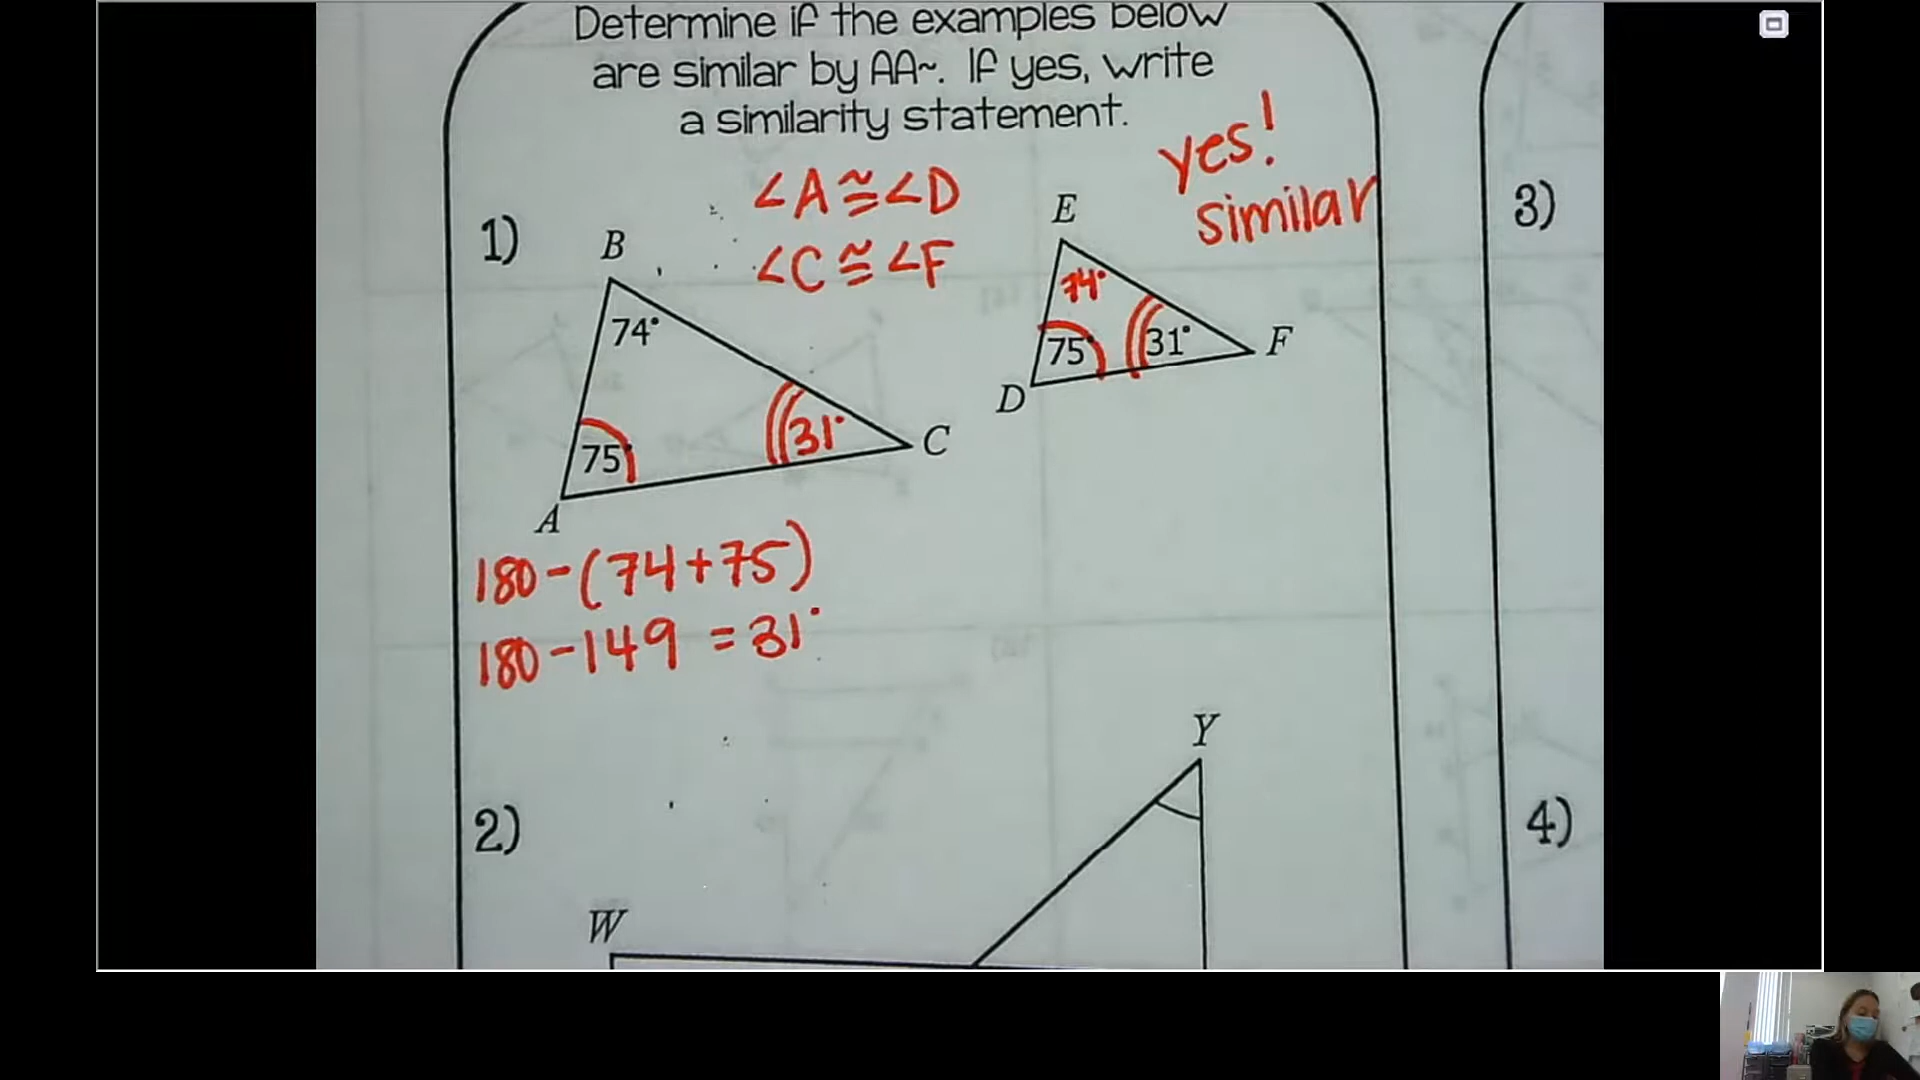 Determine if the examples below
are similar by AA~. If yes, write
a similarity statement.
yes!
similar
∠A ≅ ∠D
∠C ≅ ∠F
1)
B
74°
75°
31°
A
C
E
74°
75°
31°
D
F
180-(74+75)
180-149 = 31°
2)
Y
W
3)
4)